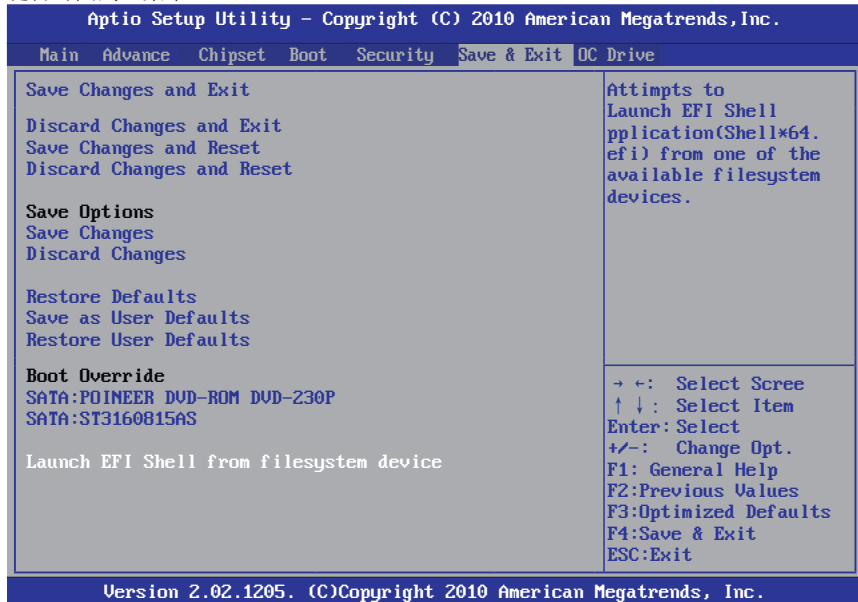 Aptio Setup Utility – Copyright (C) 2010 American Megatrends,Inc.
Main Advance Chipset Boot Security Save & Exit OC Drive
Save Changes and Exit
Discard Changes and Exit
Save Changes and Reset
Discard Changes and Reset
Save Options
Save Changes
Discard Changes
Restore Defaults
Save as User Defaults
Restore User Defaults
Boot Override
SATA:POINEER DVD-ROM DVD-230P
SATA:ST3160815AS
Launch EFI Shell from filesystem device
Attimpts to
Launch EFI Shell
pplication(Shell*64.
efi) from one of the
available filesystem
devices.
→ ←: Select Scree
↑ ↓: Select Item
Enter: Select
+/-: Change Opt.
F1: General Help
F2:Previous Values
F3:Optimized Defaults
F4:Save & Exit
ESC:Exit
Version 2.02.1205. (C)Copyright 2010 American Megatrends, Inc.